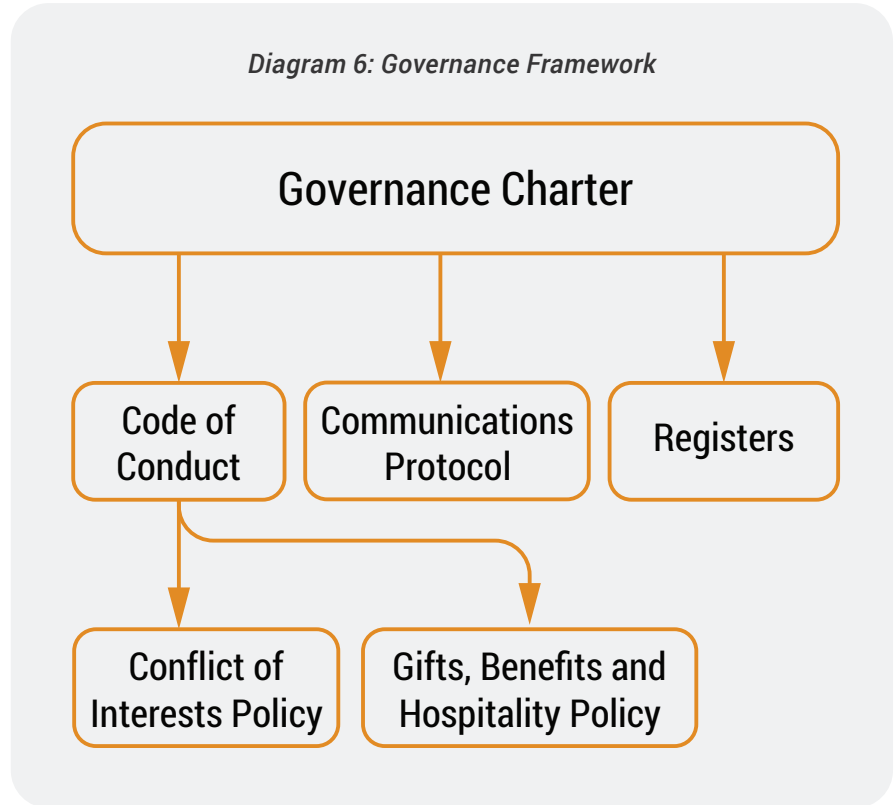 Diagram 6: Governance Framework
Governance Charter
Code of
Conduct
Communications
Protocol
Registers
Conflict of
Interests Policy
Gifts, Benefits and
Hospitality Policy